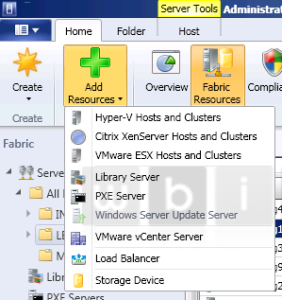 Server Tools
Administrat
Home
Folder
Host
Create
Add
Resources
Overview
Fabric
Resources
Complia
Create
Hyper-V Hosts and Clusters
Citrix XenServer Hosts and Clusters
VMware ESX Hosts and Clusters
Library Server
PXE Server
Windows Server Update Server
VMware vCenter Server
Load Balancer
Storage Device
Fabric
Serve
All
IN
LE
Lib
PXE Servers